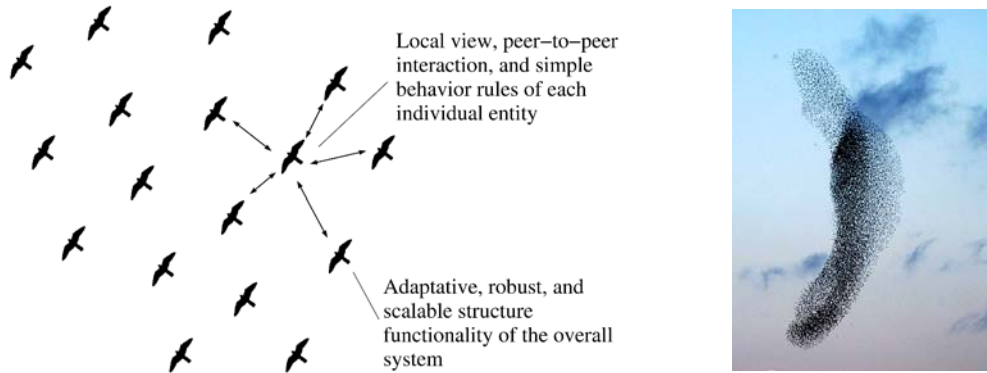 Local view, peer−to−peer
interaction, and simple
behavior rules of each
individual entity
Adaptative, robust, and
scalable structure
functionality of the overall
system